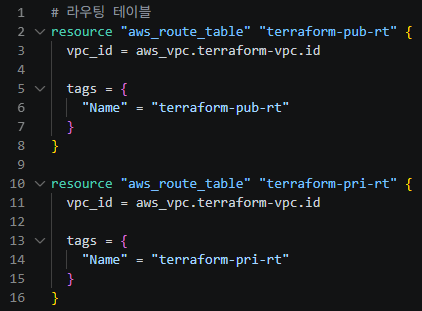 1 # 라우팅 테이블
2 resource "aws_route_table" "terraform-pub-rt" {
3 vpc_id = aws_vpc.terraform-vpc.id
4
5 tags = {
6 "Name" = "terraform-pub-rt"
7 }
8 }
9
10 resource "aws_route_table" "terraform-pri-rt" {
11 vpc_id = aws_vpc.terraform-vpc.id
12
13 tags = {
14 "Name" = "terraform-pri-rt"
15 }
16 }